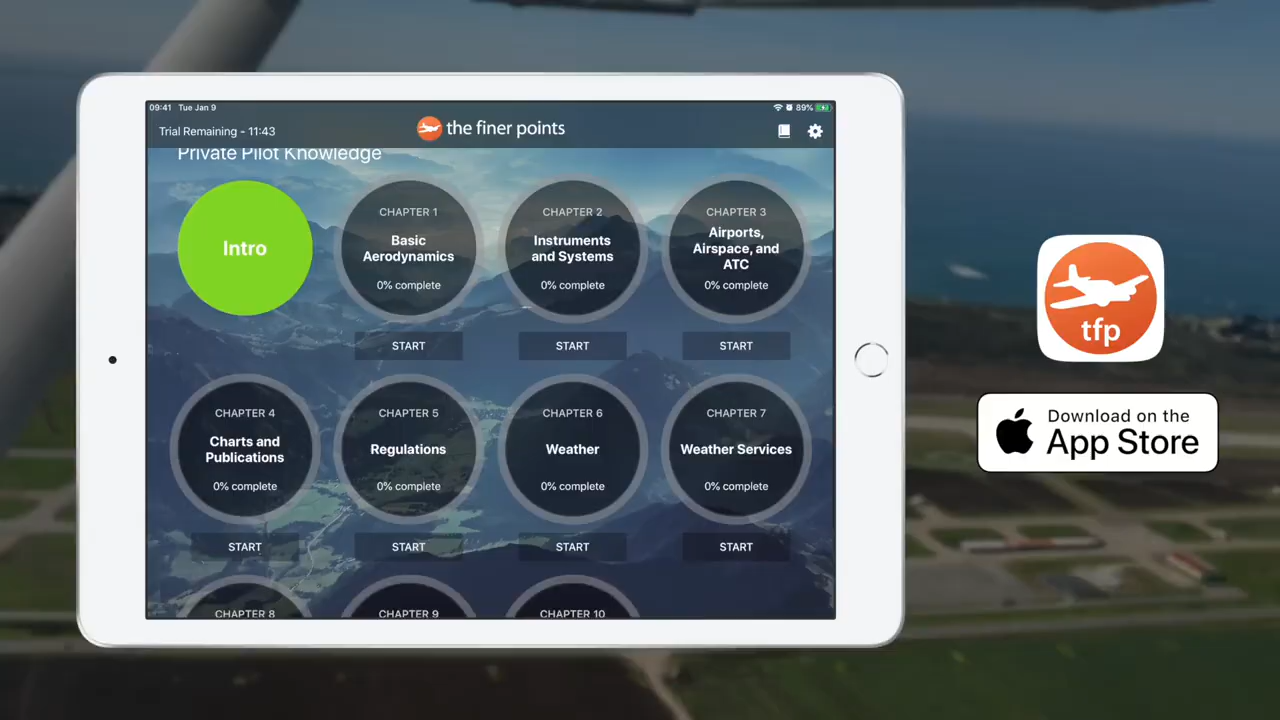 09:41 Tue Jan 9
89%
Trial Remaining - 11:43
the finer points
Private Pilot Knowledge
Intro
CHAPTER 1
Basic
Aerodynamics
0% complete
START
CHAPTER 2
Instruments
and Systems
0% complete
START
CHAPTER 3
Airports,
Airspace, and
ATC
0% complete
START
CHAPTER 4
Charts and
Publications
0% complete
START
CHAPTER 5
Regulations
0% complete
START
CHAPTER 6
Weather
0% complete
START
CHAPTER 7
Weather Services
0% complete
START
CHAPTER 8
CHAPTER 9
CHAPTER 10
tfp
Download on the
App Store